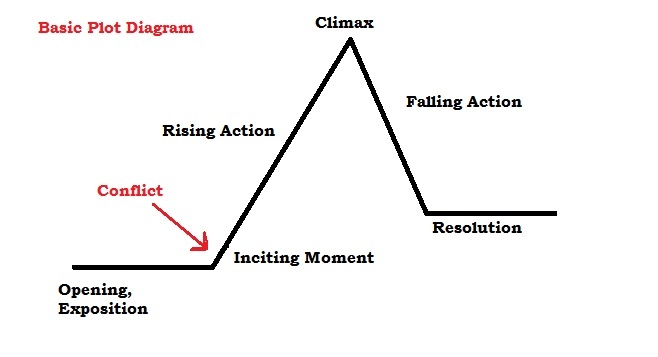 Basic Plot Diagram
Climax
Falling Action
Rising Action
Conflict
Resolution
Inciting Moment
Opening,
Exposition